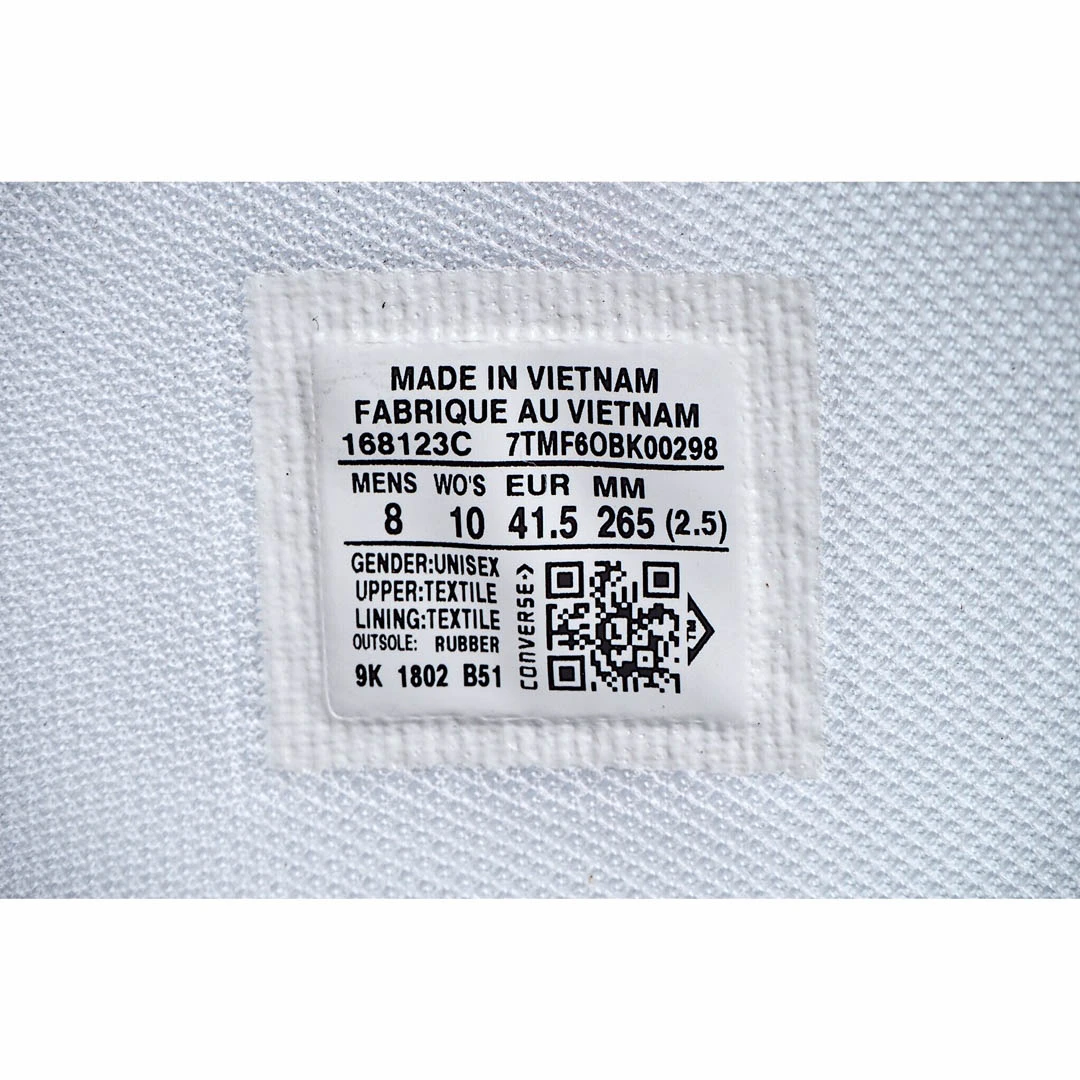 MADE IN VIETNAM
FABRIQUE AU VIETNAM
168123C 7TMF6OBK00298
MENS WO'S EUR MM
8 10 41.5 265 (2.5)
GENDER:UNISEX
UPPER:TEXTILE
LINING:TEXTILE
OUTSOLE: RUBBER
9K 1802 B51
CONVERSE
TM